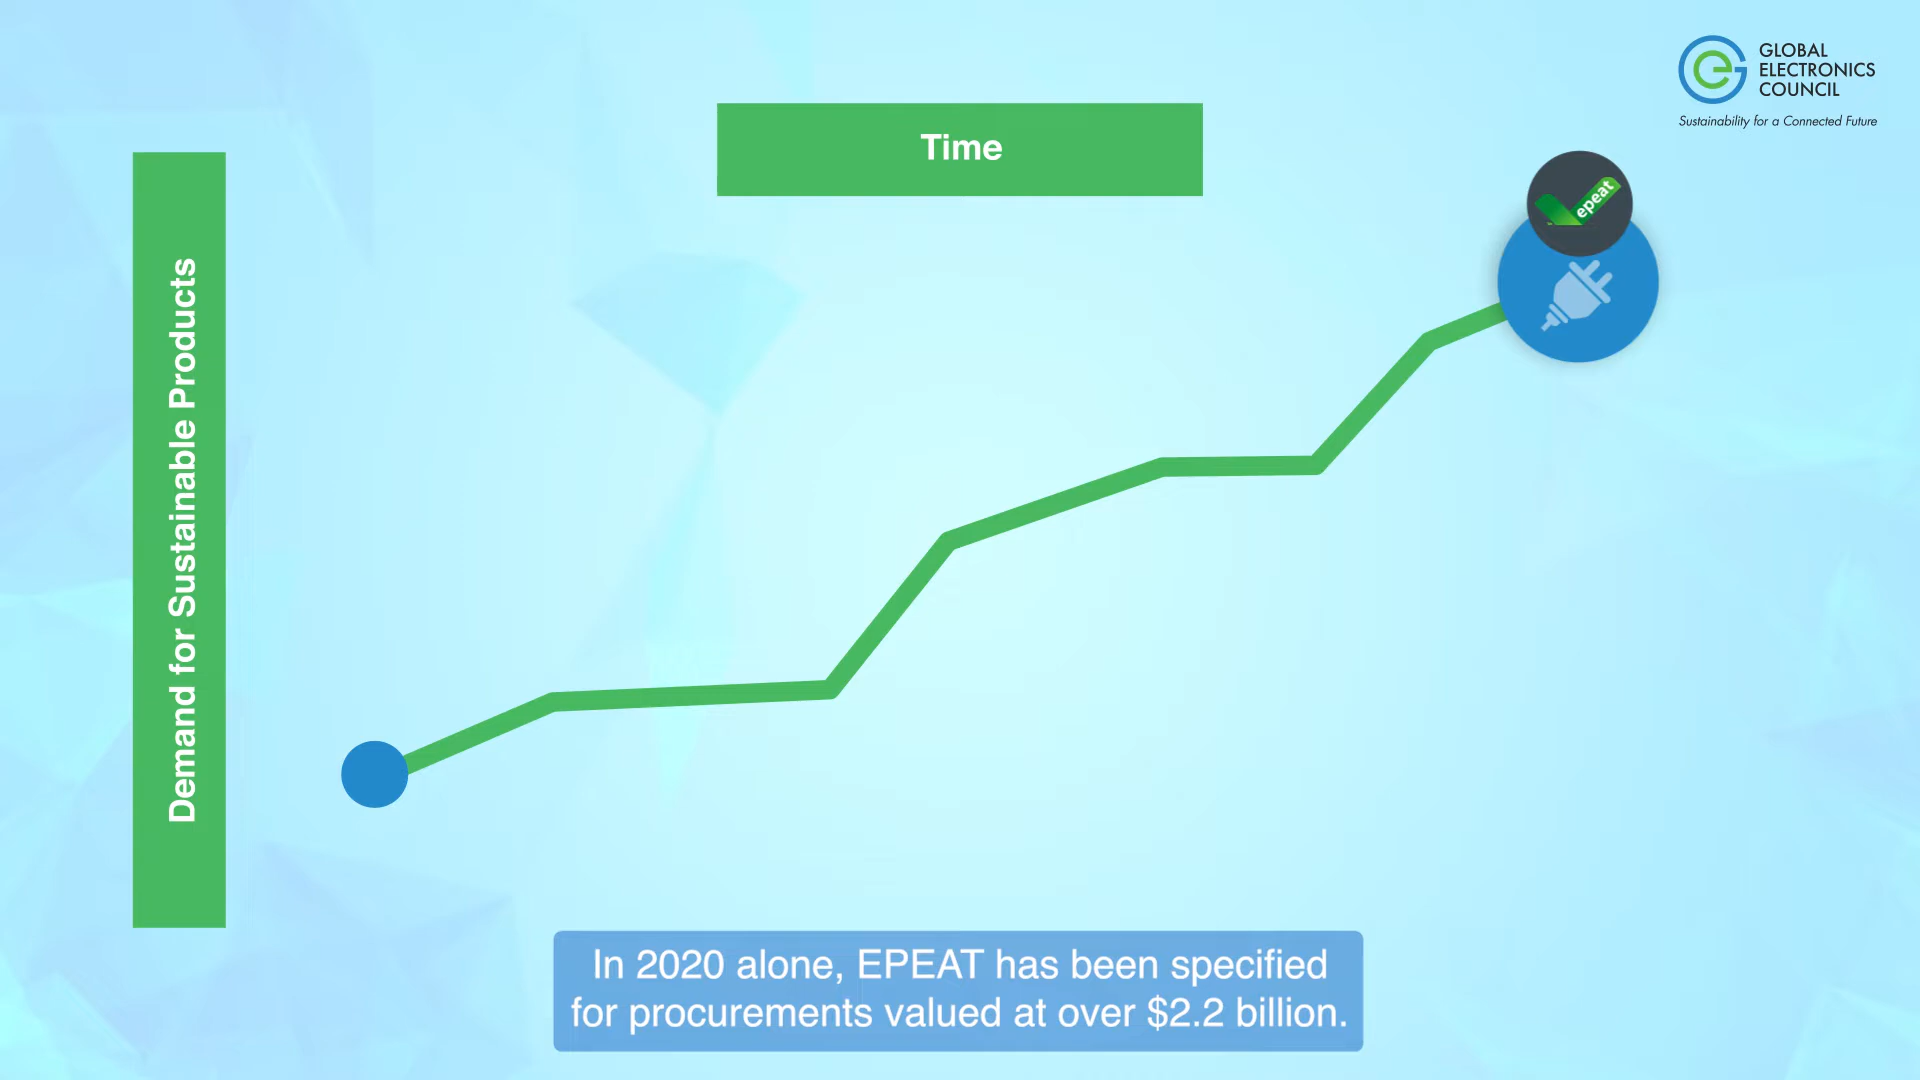 GLOBAL
ELECTRONICS
COUNCIL
Sustainability for a Connected Future
Time
epeat
Demand for Sustainable Products
In 2020 alone, EPEAT has been specified
for procurements valued at over $2.2 billion.